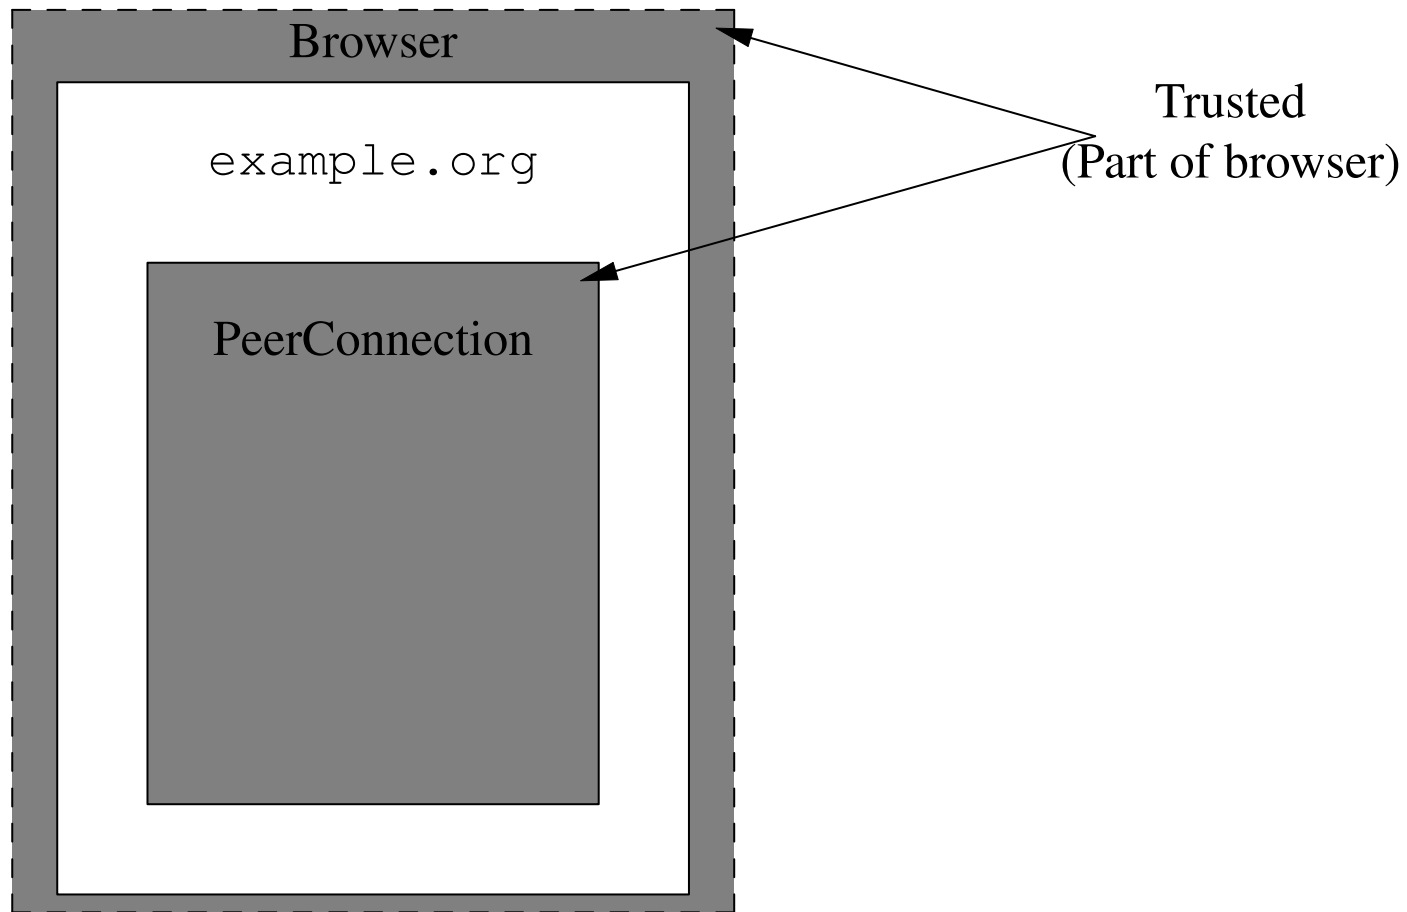 Browser
example.org
PeerConnection
Trusted
(Part of browser)